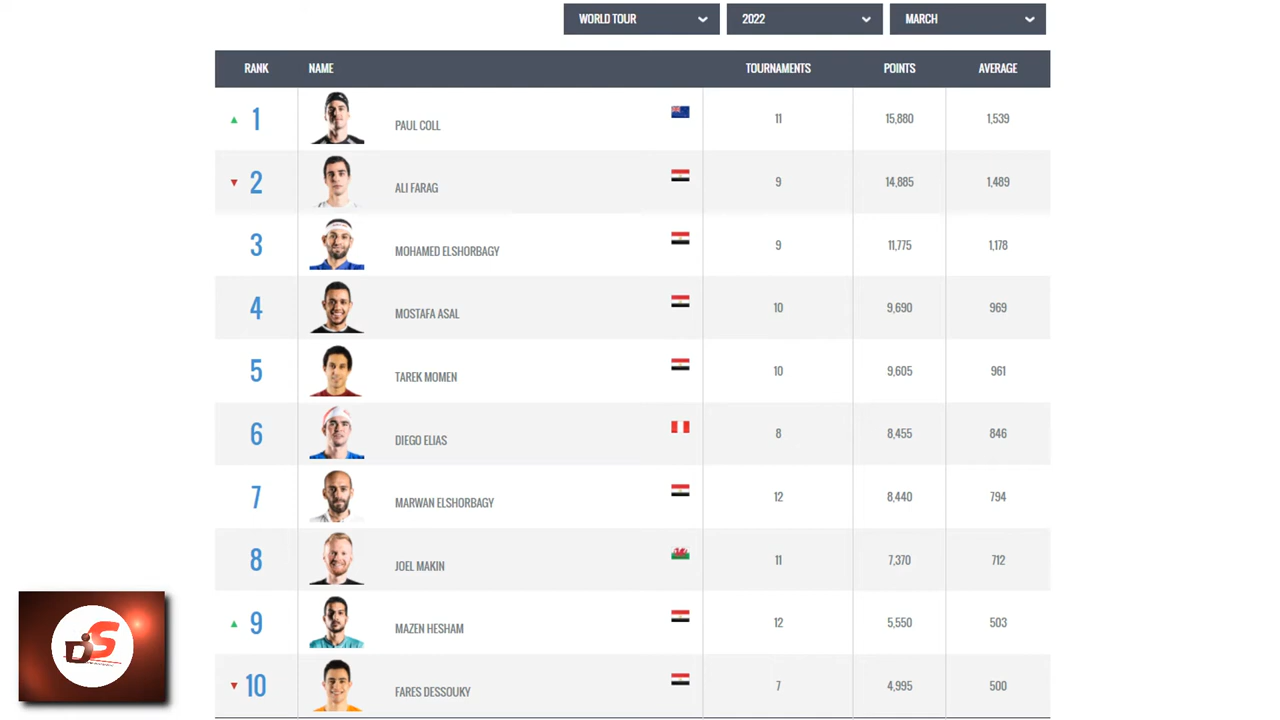 WORLD TOUR 2022 MARCH
RANK NAME TOURNAMENTS POINTS AVERAGE
1 PAUL COLL 11 15,880 1,539
2 ALI FARAG 9 14,885 1,489
3 MOHAMED ELSHORBAGY 9 11,775 1,178
4 MOSTAFA ASAL 10 9,690 969
5 TAREK MOMEN 10 9,605 961
6 DIEGO ELIAS 8 8,455 846
7 MARWAN ELSHORBAGY 12 8,440 794
8 JOEL MAKIN 11 7,370 712
9 MAZEN HESHAM 12 5,550 503
10 FARES DESSOUKY 7 4,995 500
DS